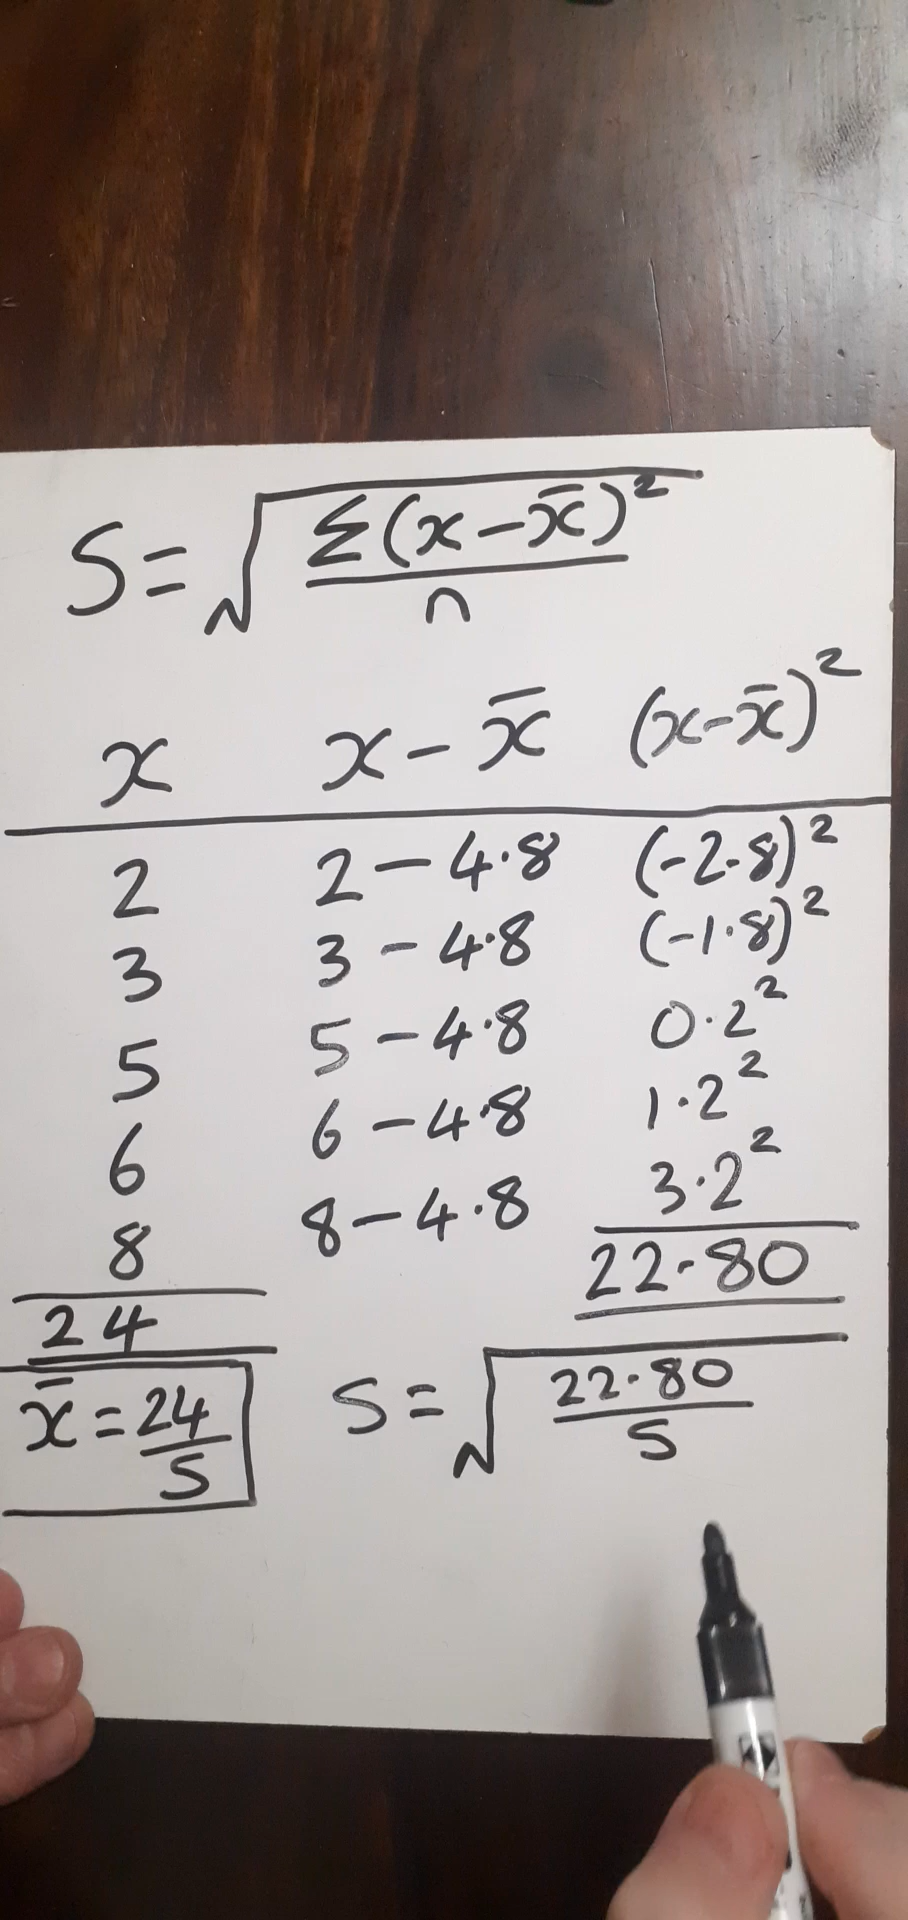 S = √ Σ(x - x̄)²
n
x x - x̄ (x - x̄)²
2 2 - 4.8 (-2.8)²
3 3 - 4.8 (-1.8)²
5 5 - 4.8 0.2²
6 6 - 4.8 1.2²
8 8 - 4.8 3.2²
24 22.80
x̄ = 24/5 S = √ 22.80/5